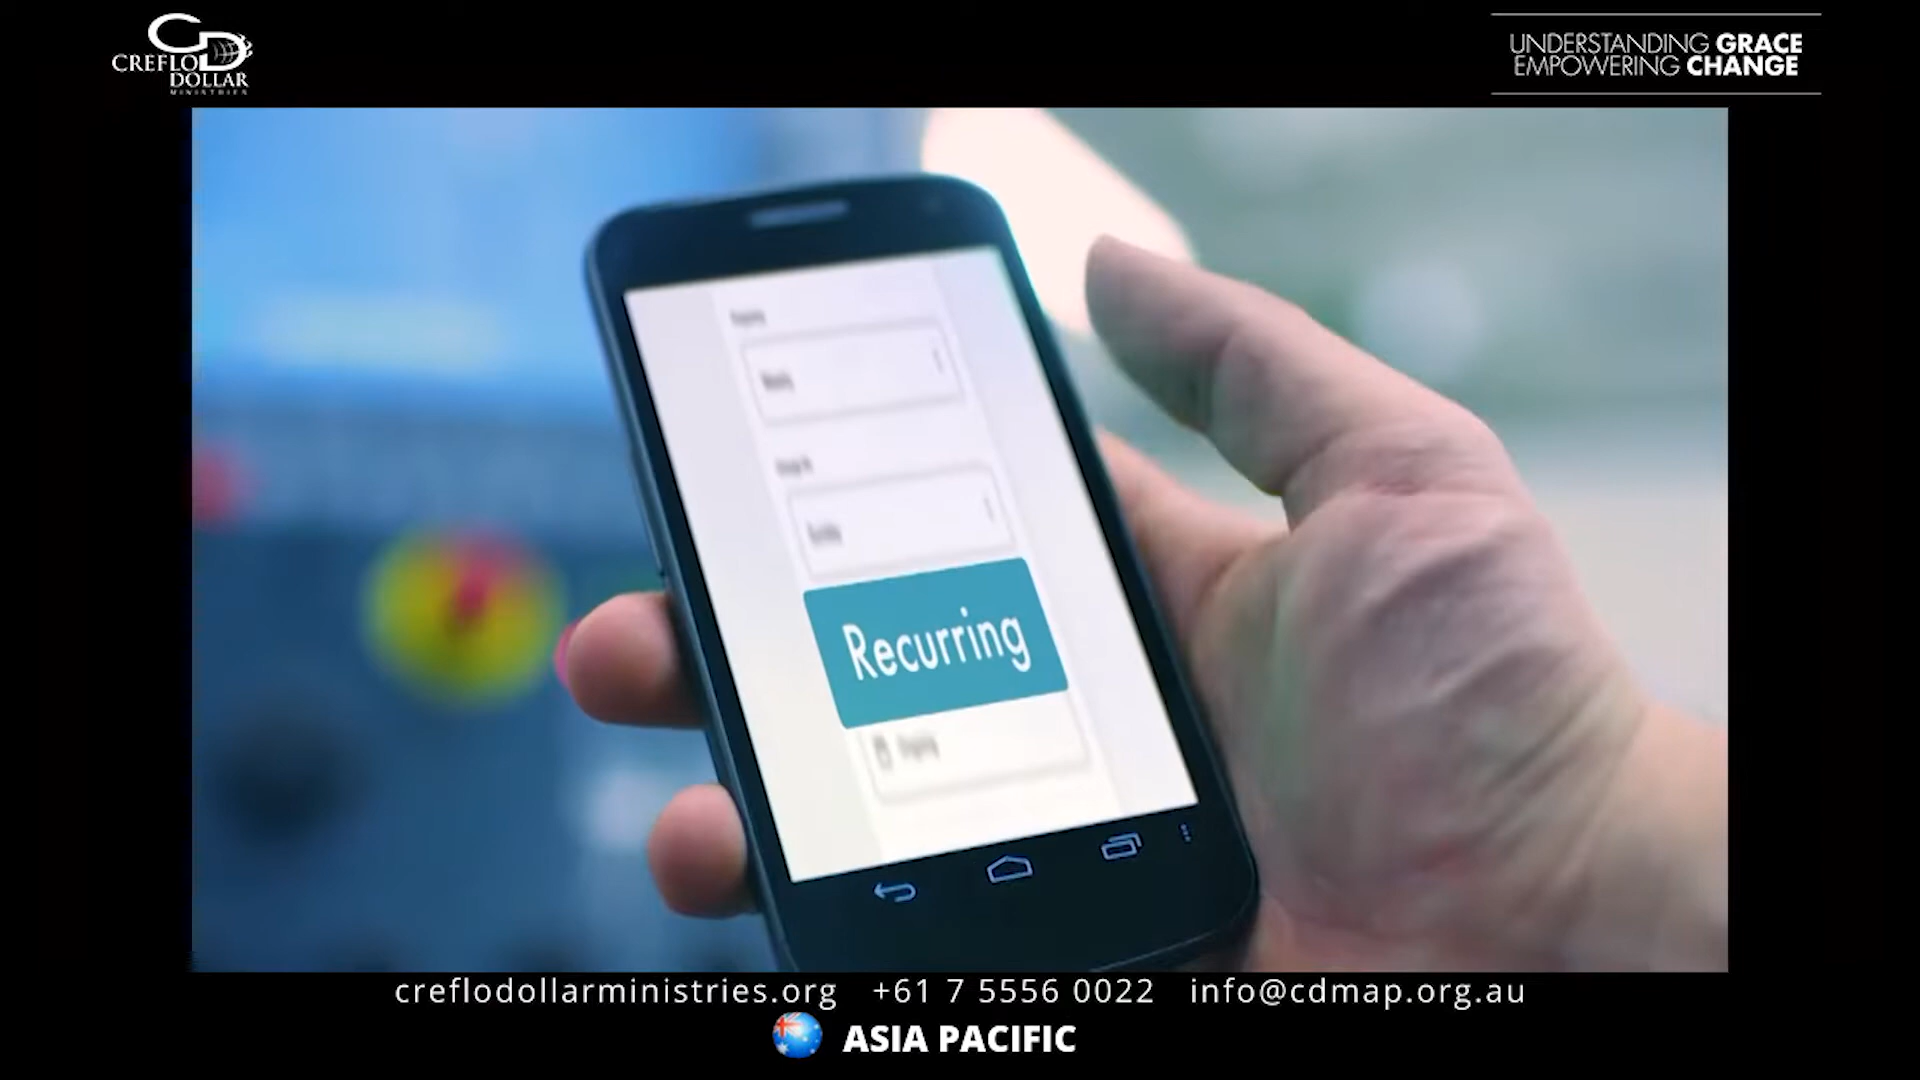 CREFLO
DOLLAR
MINISTRIES
UNDERSTANDING GRACE
EMPOWERING CHANGE
Recurring
creflodollarministries.org +61 7 5556 0022 info@cdmap.org.au
ASIA PACIFIC